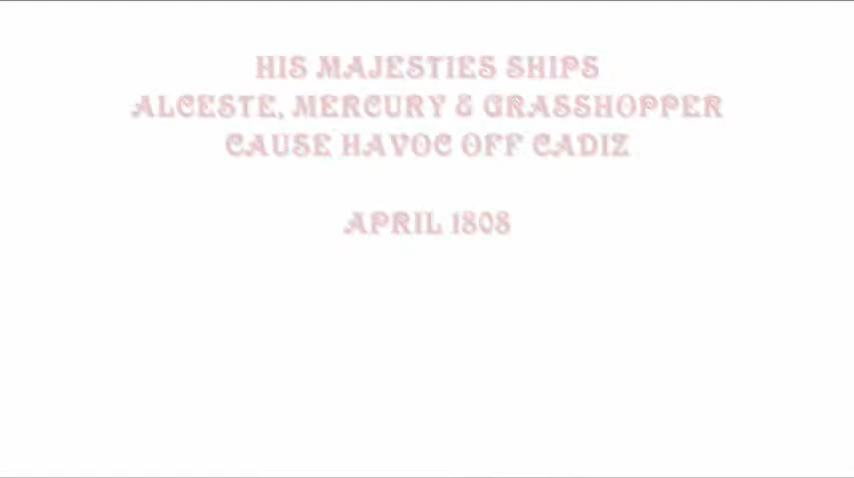 HIS MAJESTIES SHIPS
ALCESTE, MERCURY & GRASSHOPPER
CAUSE HAVOC OFF CADIZ
APRIL 1808